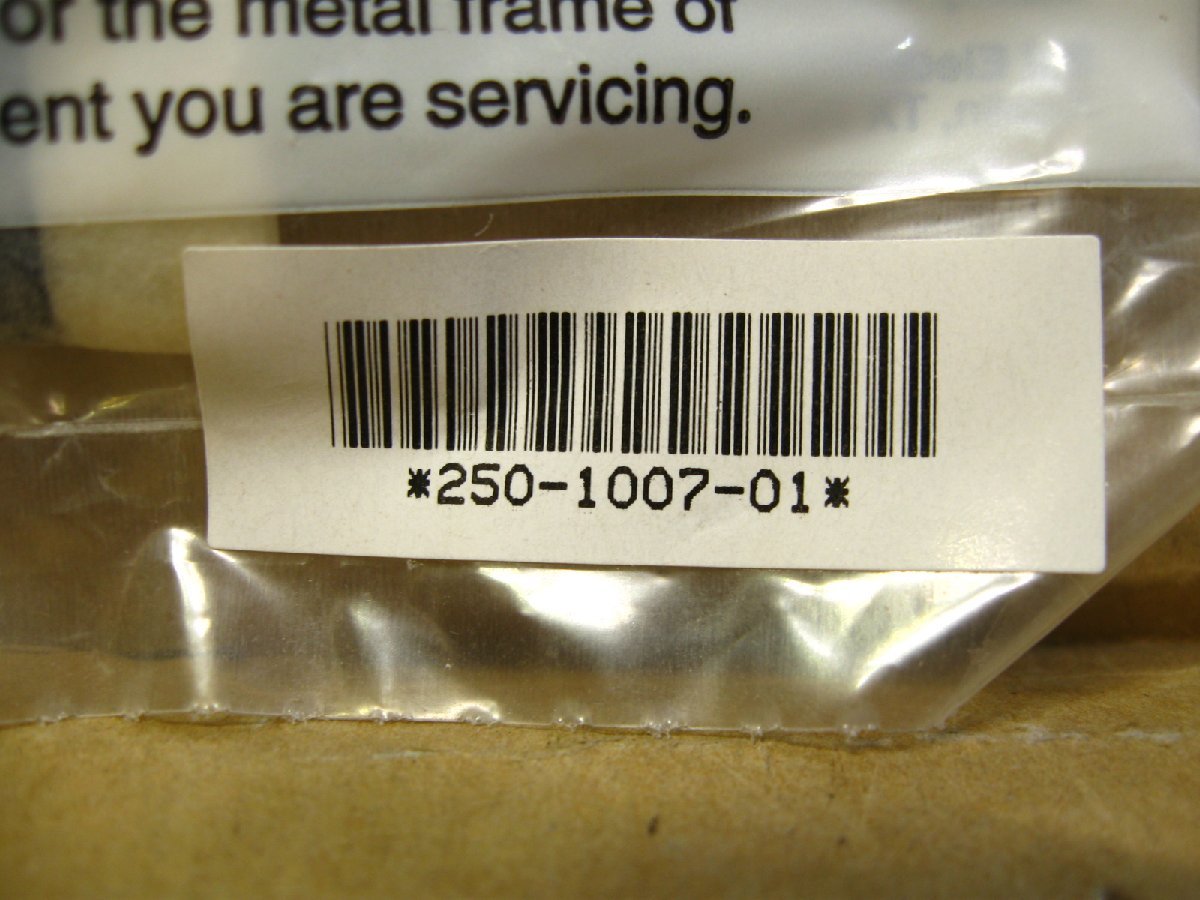 or the metal frame of
ent you are servicing.
*250-1007-01*